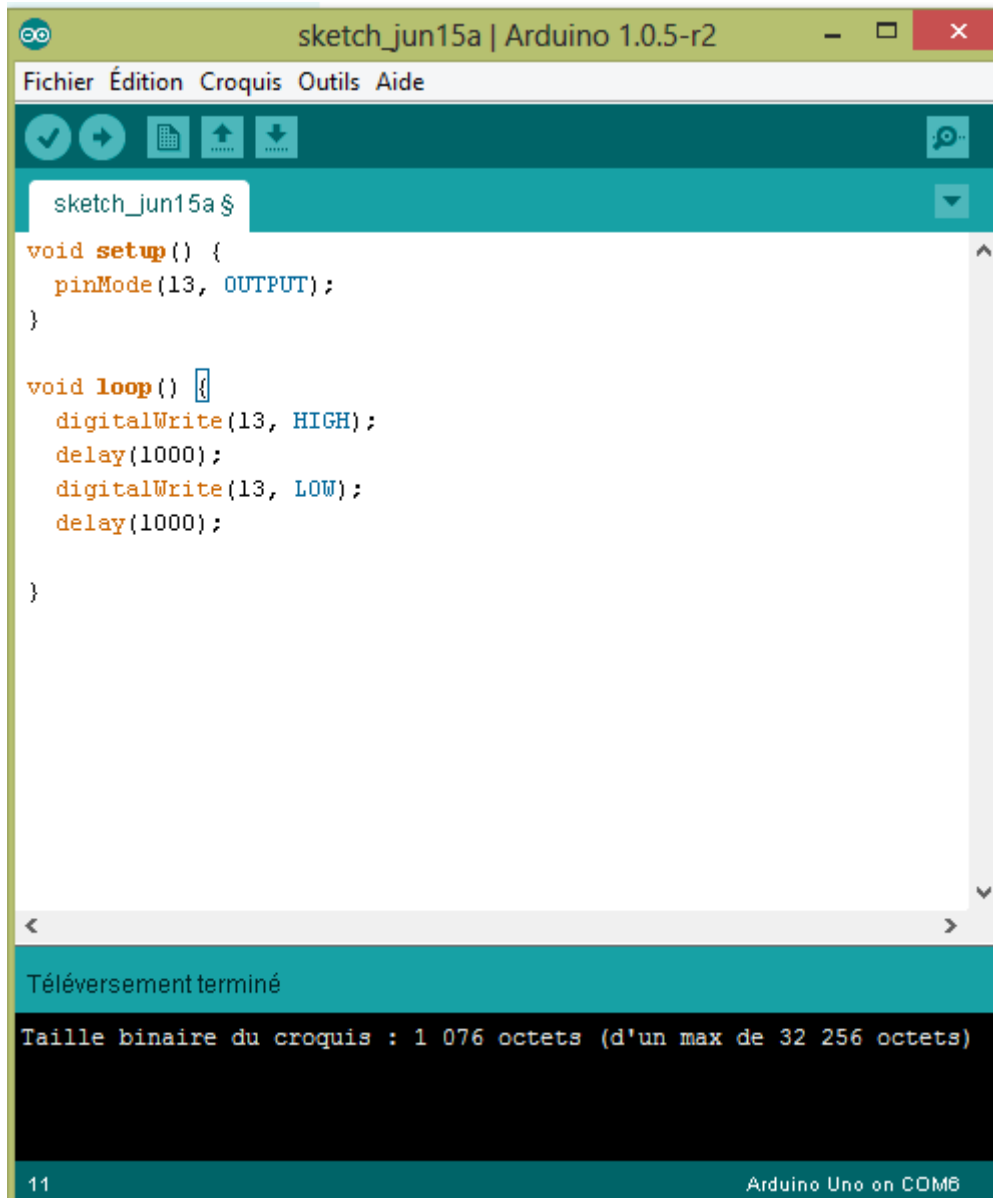 sketch_jun15a | Arduino 1.0.5-r2
Fichier Édition Croquis Outils Aide
sketch_jun15a §
void setup() {
  pinMode(13, OUTPUT);
}
void loop() {
  digitalWrite(13, HIGH);
  delay(1000);
  digitalWrite(13, LOW);
  delay(1000);
}
Téléversement terminé
Taille binaire du croquis : 1 076 octets (d'un max de 32 256 octets)
11 Arduino Uno on COM6